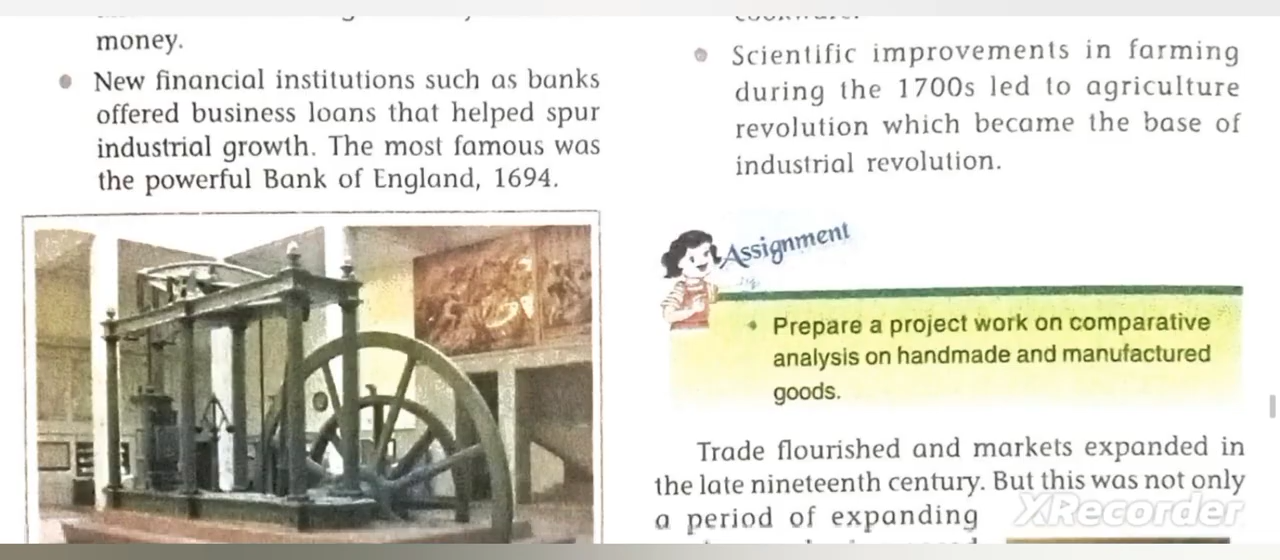 money.
New financial institutions such as banks
offered business loans that helped spur
industrial growth. The most famous was
the powerful Bank of England, 1694.
Scientific improvements in farming
during the 1700s led to agriculture
revolution which became the base of
industrial revolution.
Assignment
Prepare a project work on comparative
analysis on handmade and manufactured
goods.
Trade flourished and markets expanded in
the late nineteenth century. But this was not only
a period of expanding
XRecorder